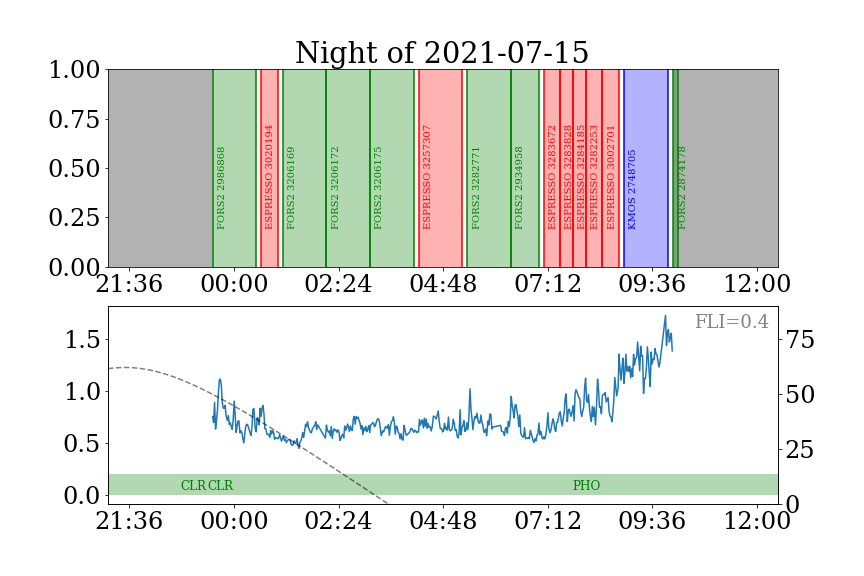 Night of 2021-07-15
1.00
0.75
0.50
0.25
0.00
FORS2 2986868
ESPRESSO 3020194
FORS2 3206169
FORS2 3206172
FORS2 3206175
ESPRESSO 3257307
FORS2 3282771
FORS2 2934958
ESPRESSO 3283672
ESPRESSO 3283828
ESPRESSO 3284185
ESPRESSO 3282253
ESPRESSO 3002701
KMOS 2748705
FORS2 2874178
21:36 00:00 02:24 04:48 07:12 09:36 12:00
FLI=0.4
1.5
1.0
0.5
0.0
75
50
25
0
CLR CLR PHO
21:36 00:00 02:24 04:48 07:12 09:36 12:00